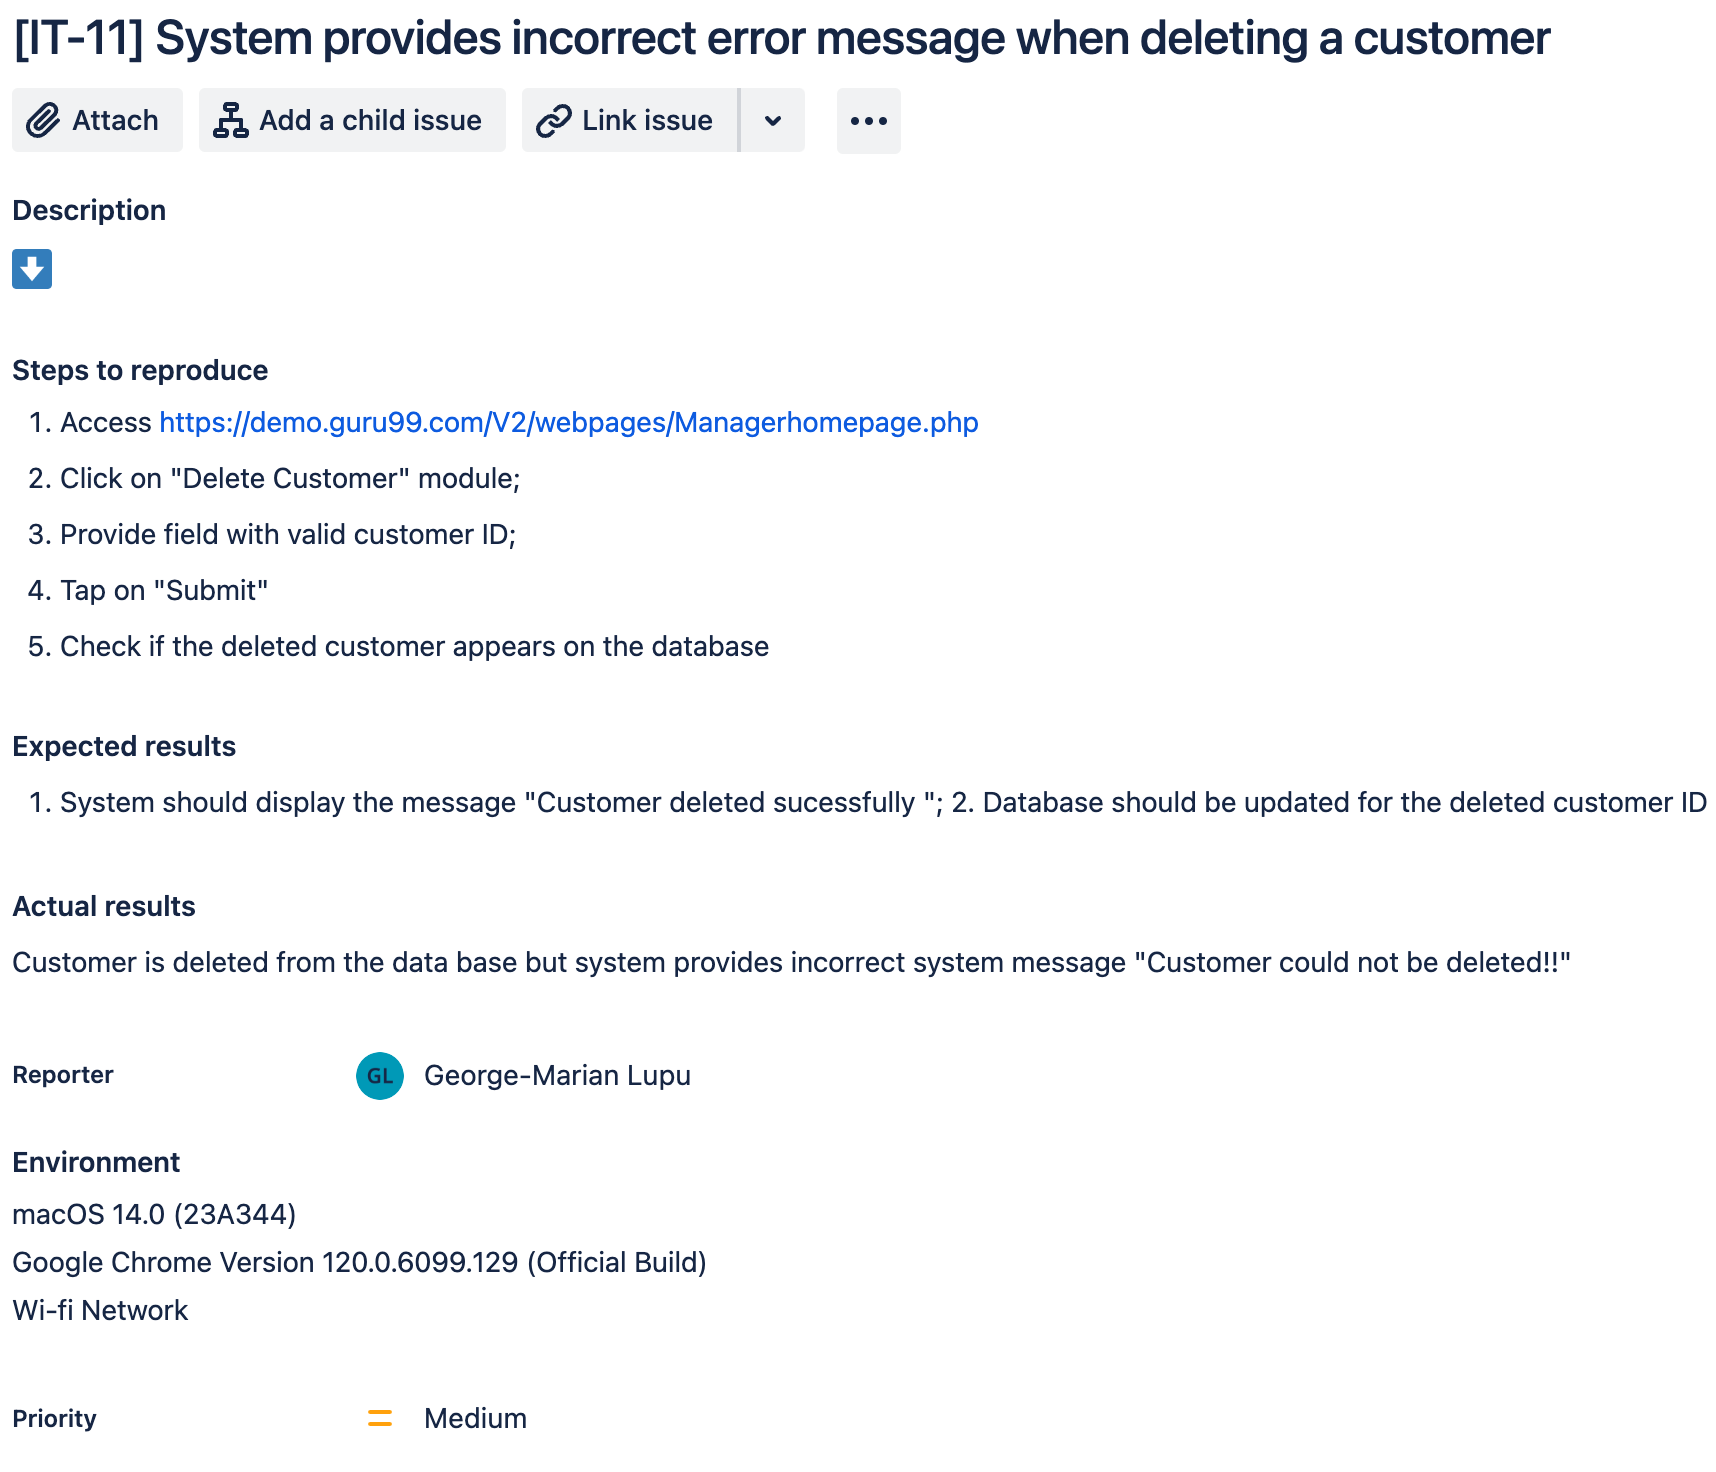 [IT-11] System provides incorrect error message when deleting a customer
Attach Add a child issue Link issue
Description
Steps to reproduce
1. Access https://demo.guru99.com/V2/webpages/Managerhomepage.php
2. Click on "Delete Customer" module;
3. Provide field with valid customer ID;
4. Tap on "Submit"
5. Check if the deleted customer appears on the database
Expected results
1. System should display the message "Customer deleted sucessfully "; 2. Database should be updated for the deleted customer ID
Actual results
Customer is deleted from the data base but system provides incorrect system message "Customer could not be deleted!!"
Reporter GL George-Marian Lupu
Environment
macOS 14.0 (23A344)
Google Chrome Version 120.0.6099.129 (Official Build)
Wi-fi Network
Priority Medium